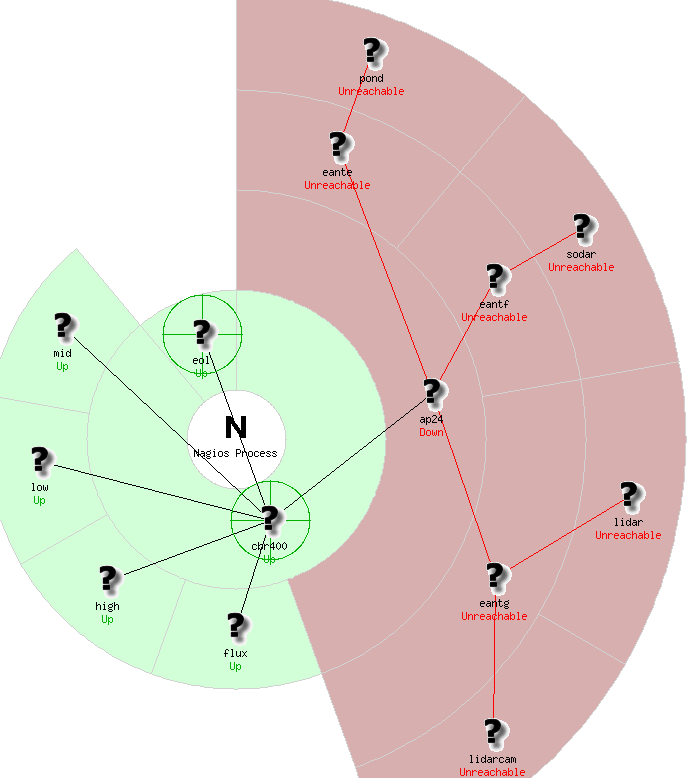 pond
Unreachable
eante
Unreachable
sodar
Unreachable
eantf
Unreachable
mid
Up
eol
Up
ap24
Down
N
Nagios Process
low
Up
lidar
Unreachable
cbr400
Up
high
Up
eantg
Unreachable
flux
Up
lidarcam
Unreachable